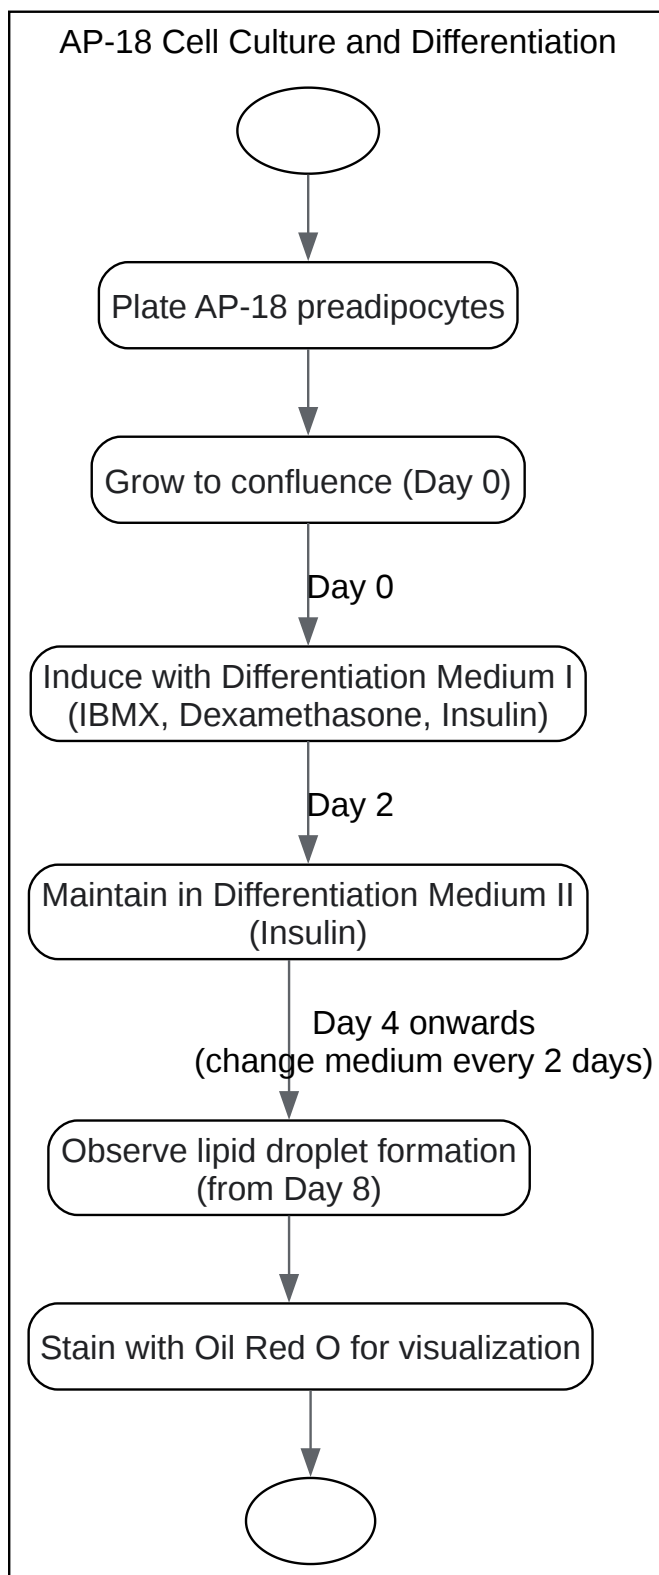 AP-18 Cell Culture and Differentiation
Plate AP-18 preadipocytes
Grow to confluence (Day 0)
Day 0
Induce with Differentiation Medium I
(IBMX, Dexamethasone, Insulin)
Day 2
Maintain in Differentiation Medium II
(Insulin)
Day 4 onwards
(change medium every 2 days)
Observe lipid droplet formation
(from Day 8)
Stain with Oil Red O for visualization